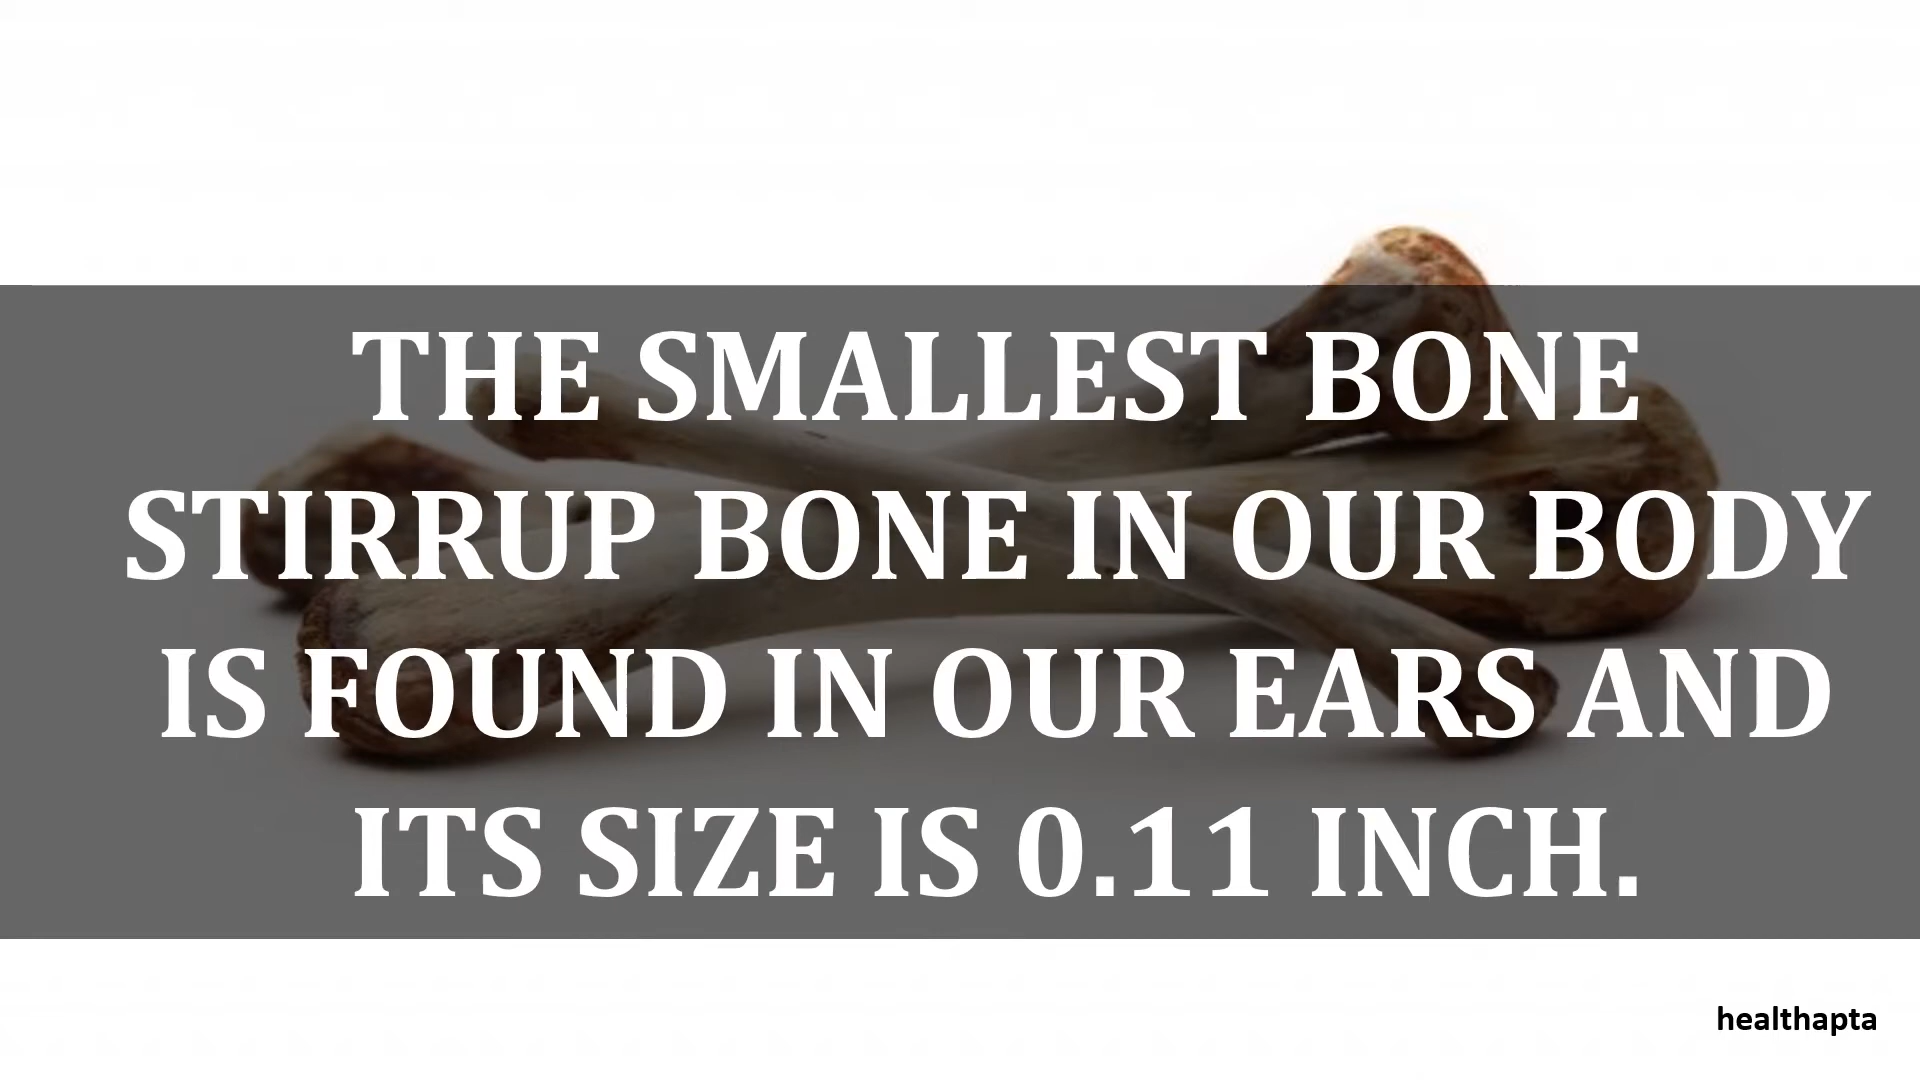 THE SMALLEST BONE
STIRRUP BONE IN OUR BODY
IS FOUND IN OUR EARS AND
ITS SIZE IS 0.11 INCH.
healthapta